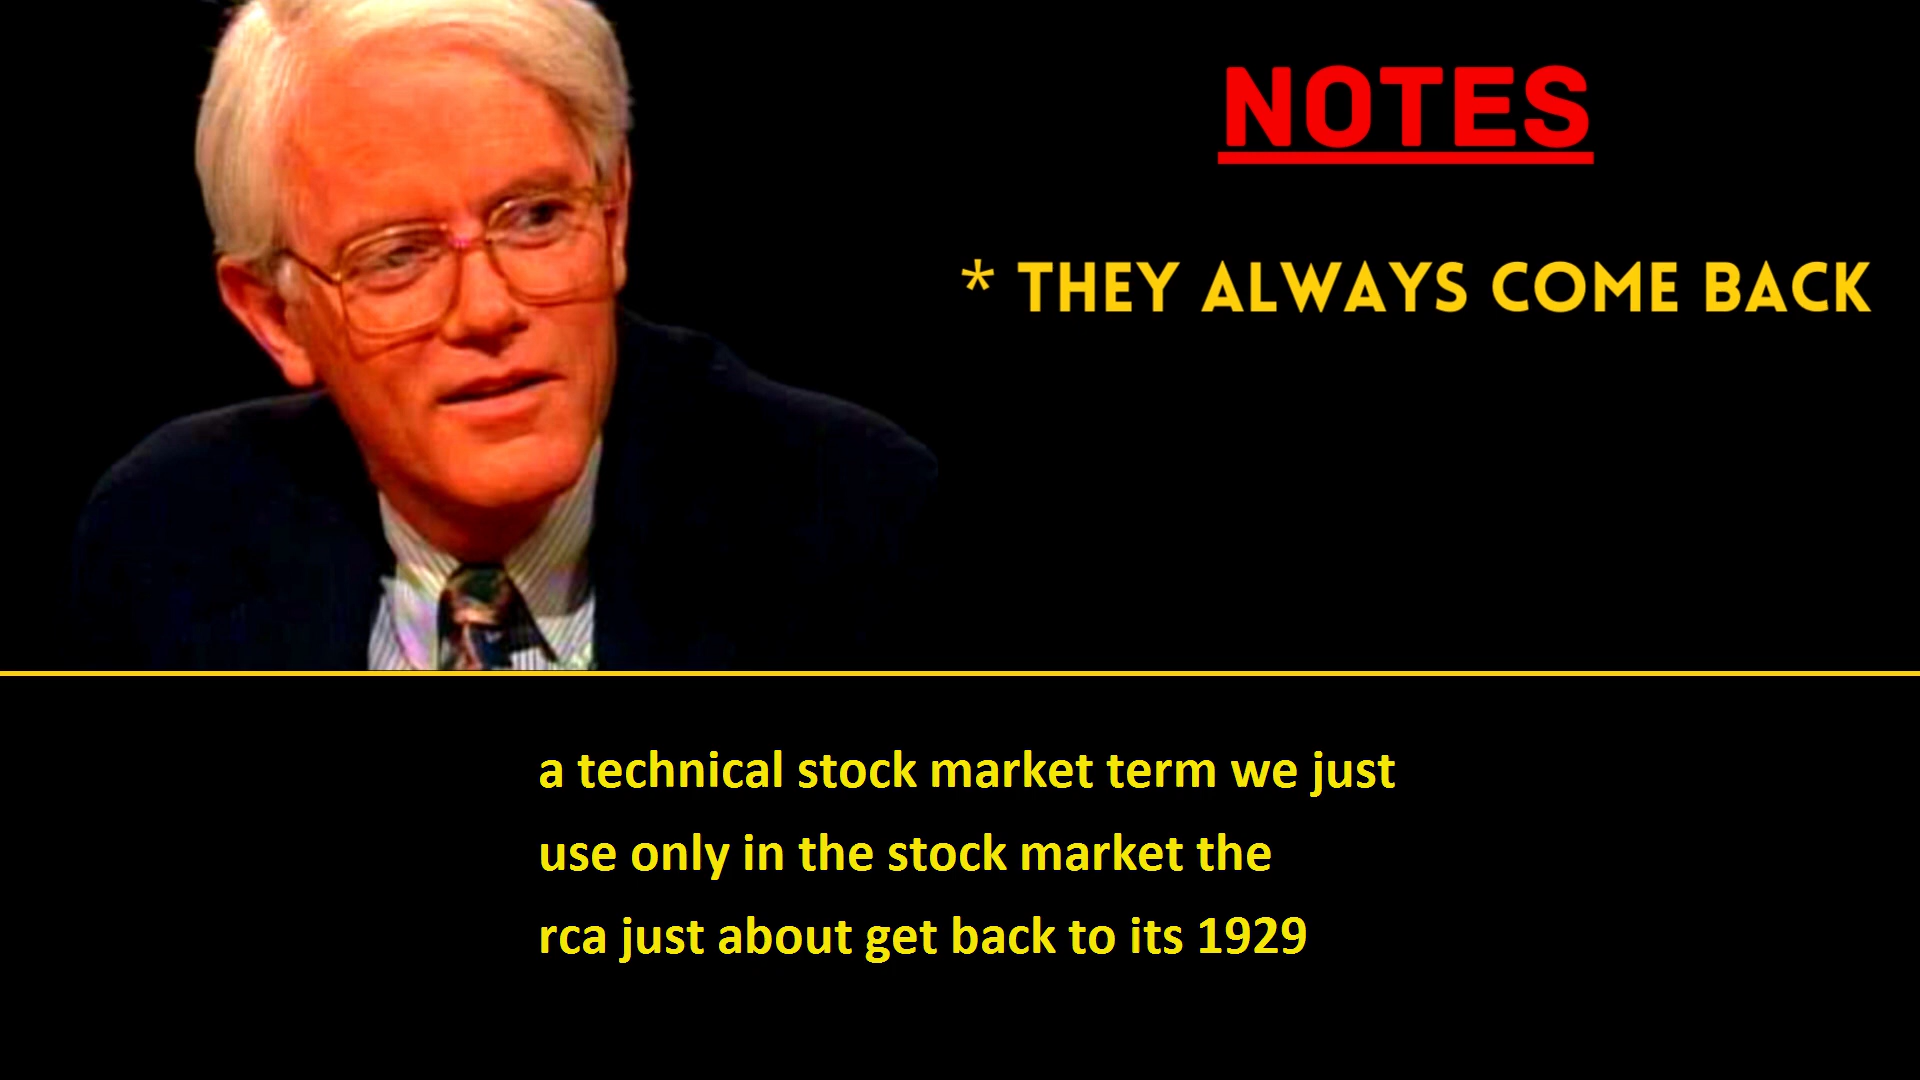 NOTES
* THEY ALWAYS COME BACK
a technical stock market term we just
use only in the stock market the
rca just about get back to its 1929